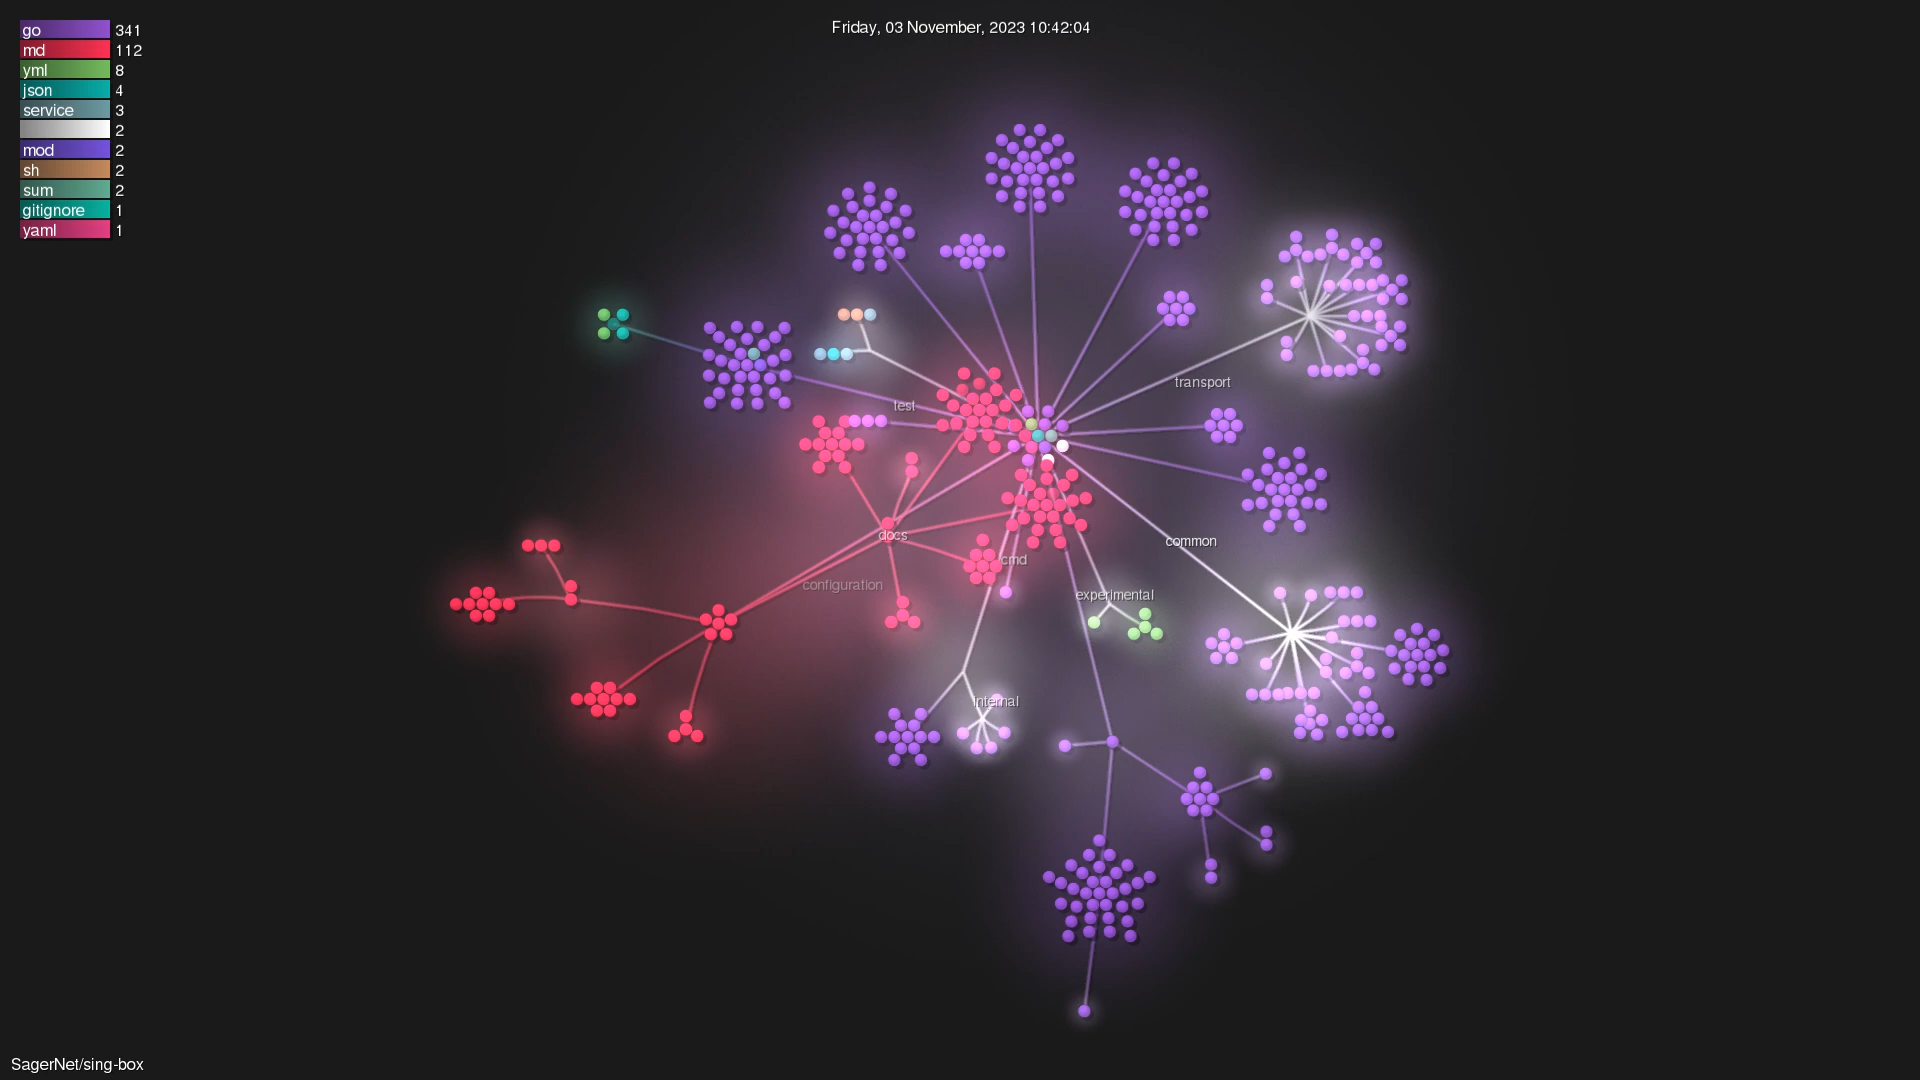 Friday, 03 November, 2023 10:42:04
go 341
md 112
yml 8
json 4
service 3
2
mod 2
sh 2
sum 2
gitignore 1
yaml 1
transport
test
docs
common
cmd
configuration
experimental
internal
SagerNet/sing-box